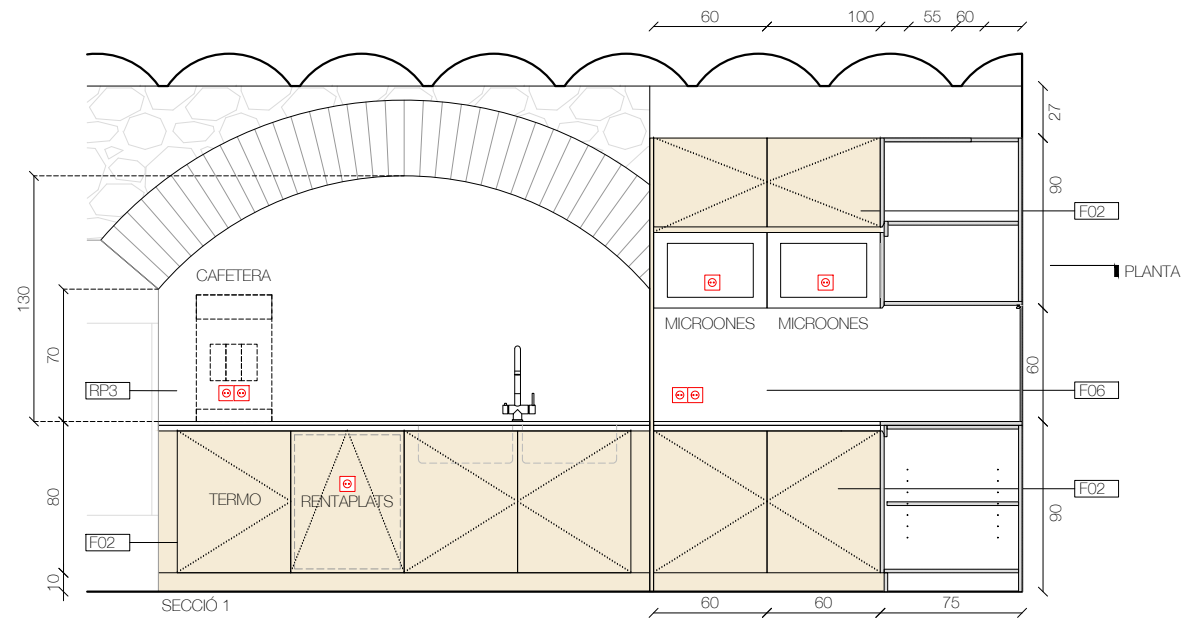 60 100 55 60
27
90
F02
CAFETERA
PLANTA
130
MICROONES MICROONES
70
60
RP3
F06
80
TERMO
RENTAPLATS
F02
90
F02
10
SECCIÓ 1
60 60 75